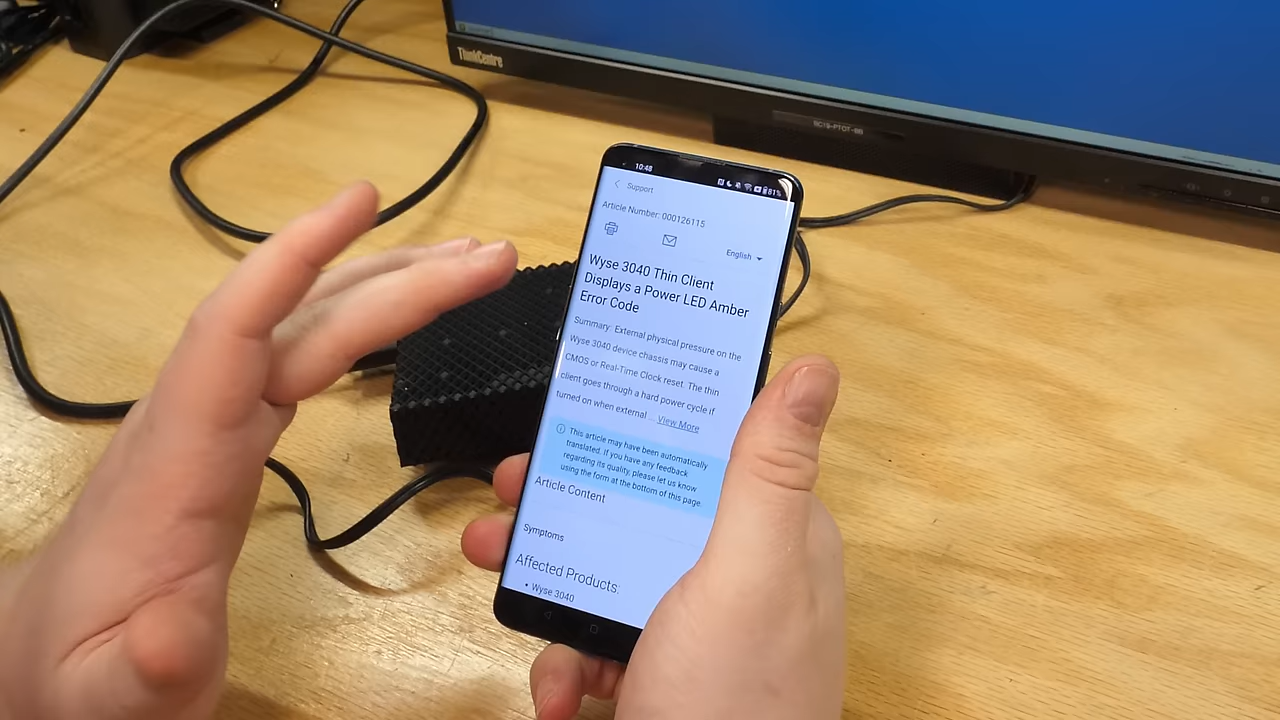 ThinkCentre
10:48
81%
Support
Article Number: 000126115
English
Wyse 3040 Thin Client
Displays a Power LED Amber
Error Code
Summary: External physical pressure on the
Wyse 3040 device chassis may cause a
CMOS or Real-Time Clock reset. The thin
client goes through a hard power cycle if
turned on when external ... View More
This article may have been automatically
translated. If you have any feedback
regarding its quality, please let us know
using the form at the bottom of this page.
Article Content
Symptoms
Affected Products:
• Wyse 3040